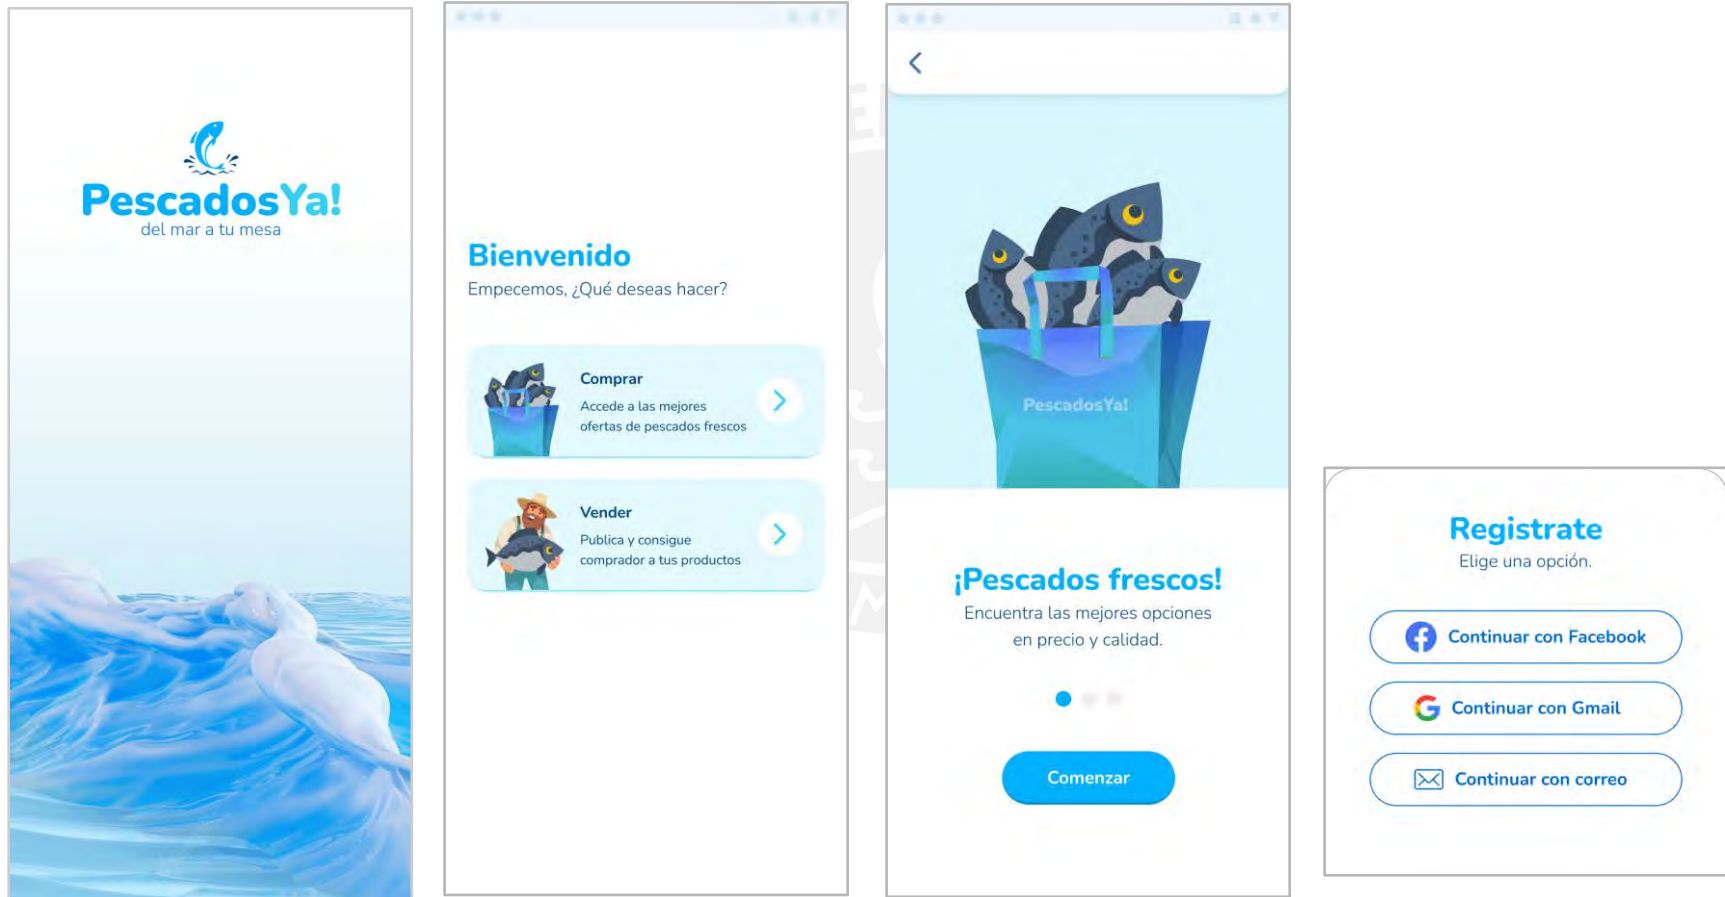 PescadosYa!
del mar a tu mesa
Bienvenido
Empecemos, ¿Qué deseas hacer?
Comprar
Accede a las mejores
ofertas de pescados frescos
Vender
Publica y consigue
comprador a tus productos
PescadosYa!
¡Pescados frescos!
Encuentra las mejores opciones
en precio y calidad.
Comenzar
Registrate
Elige una opción.
Continuar con Facebook
Continuar con Gmail
Continuar con correo